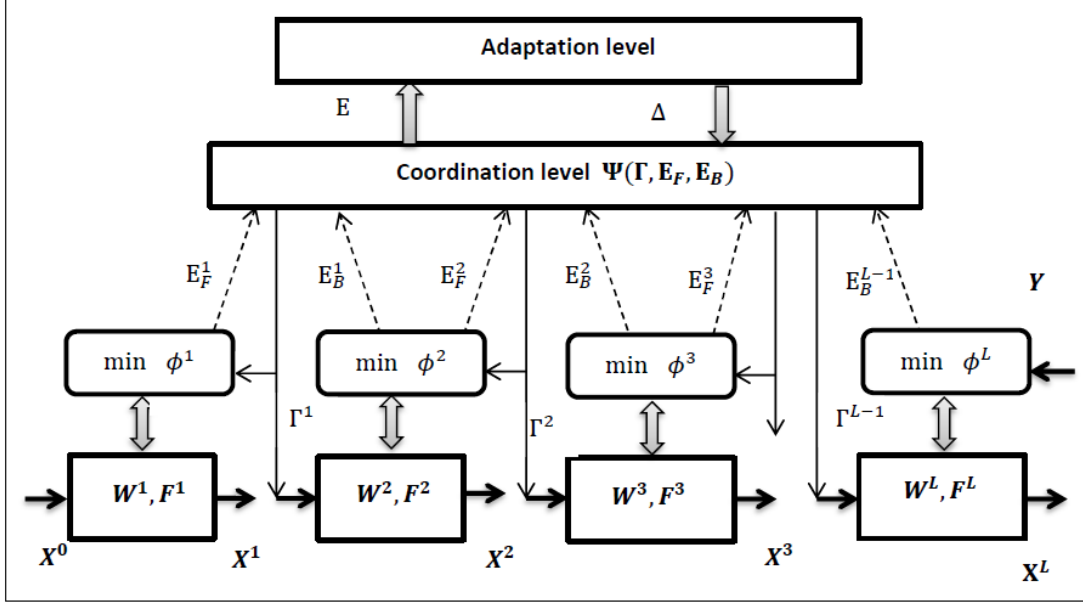 Adaptation level
E Δ
Coordination level Ψ(Γ, E_F, E_B)
E_F^1 E_B^1 E_F^2 E_B^2 E_F^3 E_B^{L−1} Y
min ϕ^1 min ϕ^2 min ϕ^3 min ϕ^L
Γ^1 Γ^2 Γ^{L−1}
W^1, F^1 W^2, F^2 W^3, F^3 W^L, F^L
X^0 X^1 X^2 X^3 X^L